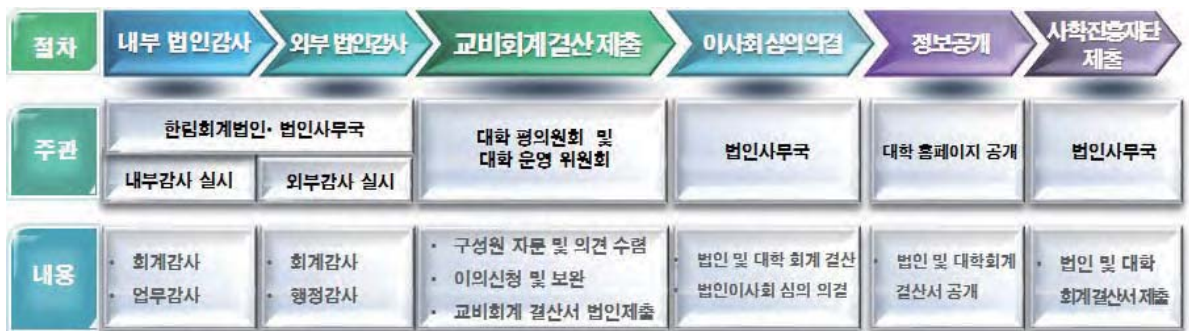 절차
내부 법인감사
외부 법인감사
교비회계 결산 제출
이사회 심의 의결
정보공개
사학진흥재단
제출
주관
한림회계법인· 법인사무국
내부감사 실시
외부감사 실시
대학 평의원회 및
대학 운영 위원회
법인사무국
대학 홈페이지 공개
법인사무국
내용
· 회계감사
· 업무감사
· 회계감사
· 행정감사
· 구성원 자문 및 의견 수렴
· 이의신청 및 보완
· 교비회계 결산서 법인제출
· 법인 및 대학 회계 결산
· 법인이사회 심의 의결
· 법인 및 대학회계
결산서 공개
· 법인 및 대학
회계결산서 제출